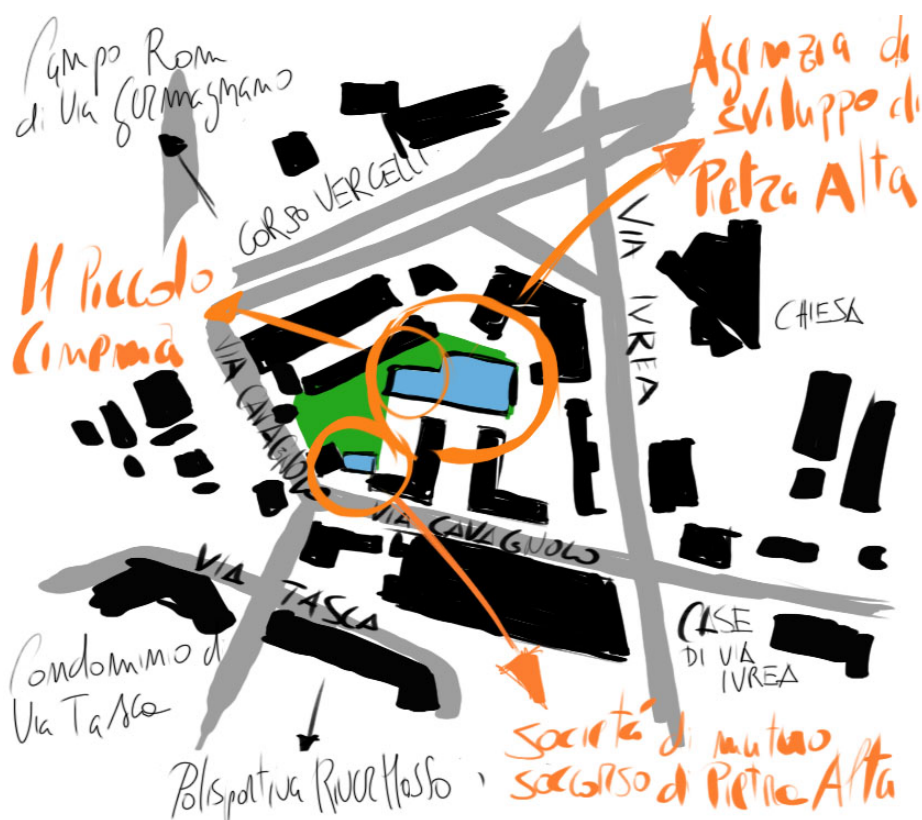 Campo Rom
di Via Germagnano
Agenzia di
sviluppo di
Pietra Alta
CORSO VERCELLI
VIA IVREA
Il Piccolo
Cinema
CHIESA
VIA CAVAGNOLO
VIA CAVAGNOLO
VIA TASCA
CASE
DI VIA
IVREA
Condominio di
Via Tasca
Società di mutuo
soccorso di Pietra Alta
Polisportiva River Mosso